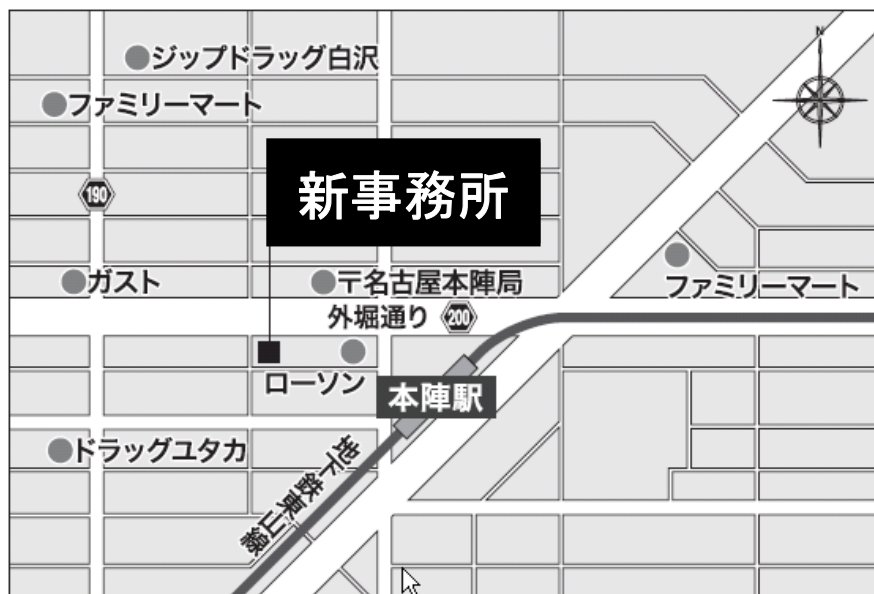 N
ジップドラッグ白沢
ファミリーマート
190
新事務所
ガスト
〒名古屋本陣局
ファミリーマート
外堀通り
200
ローソン
本陣駅
ドラッグユタカ
地下鉄東山線